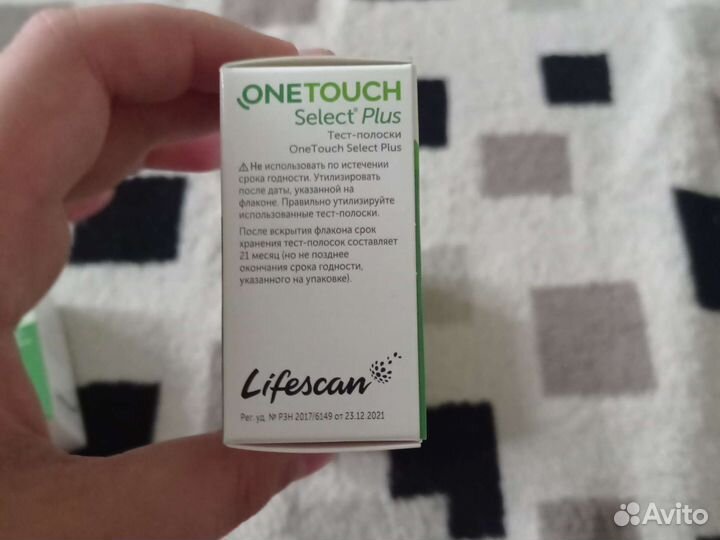 ONETOUCH
Select® Plus
Тест-полоски
OneTouch Select Plus
⚠ Не использовать по истечении
срока годности. Утилизировать
после даты, указанной на
флаконе. Правильно утилизируйте
использованные тест-полоски.
После вскрытия флакона срок
хранения тест-полосок составляет
21 месяц (но не позднее
окончания срока годности,
указанного на упаковке).
Lifescan
Рег. уд. № РЗН 2017/6149 от 23.12.2021
Avito